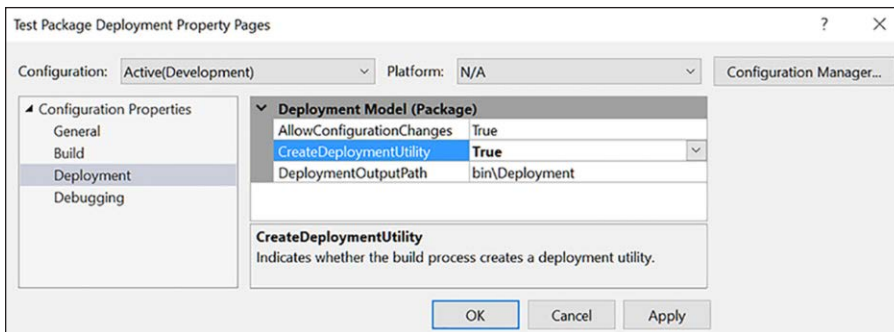 Test Package Deployment Property Pages ? ×
Configuration: Active(Development) Platform: N/A Configuration Manager...
Configuration Properties
General
Build
Deployment
Debugging
Deployment Model (Package)
AllowConfigurationChanges True
CreateDeploymentUtility True
DeploymentOutputPath bin\Deployment
CreateDeploymentUtility
Indicates whether the build process creates a deployment utility.
OK Cancel Apply